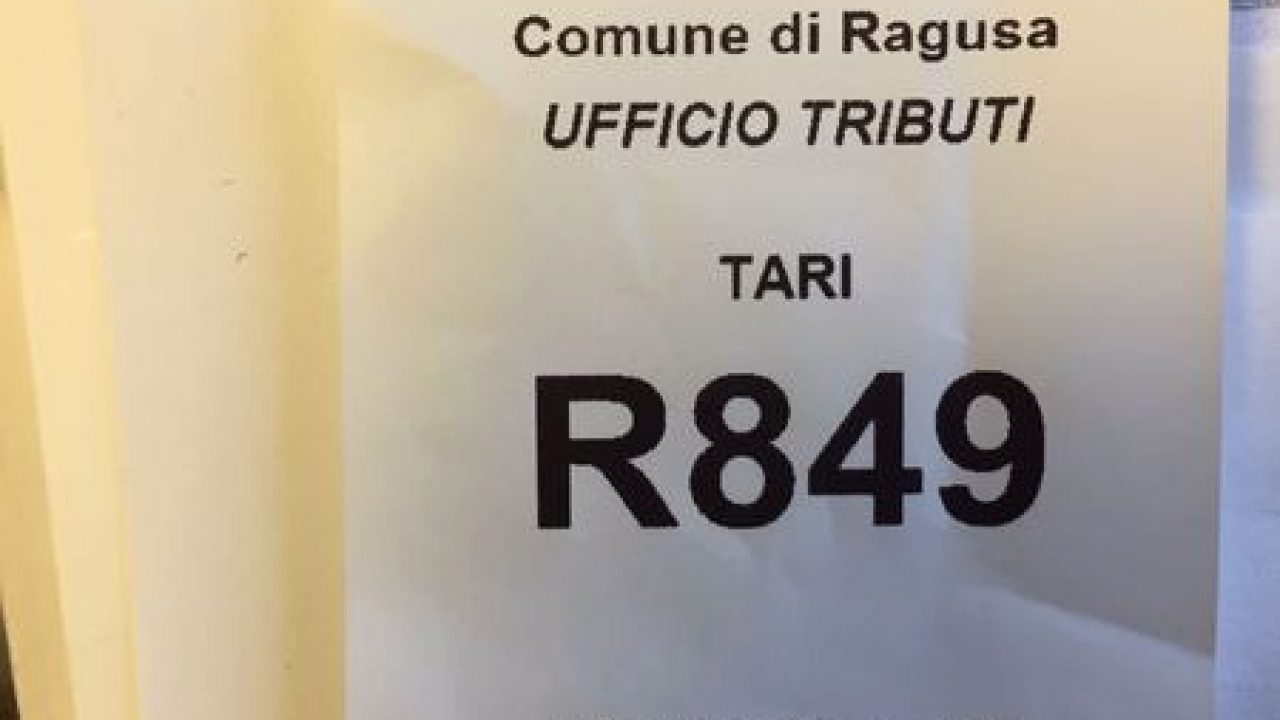 Comune di Ragusa
UFFICIO TRIBUTI
TARI
R849